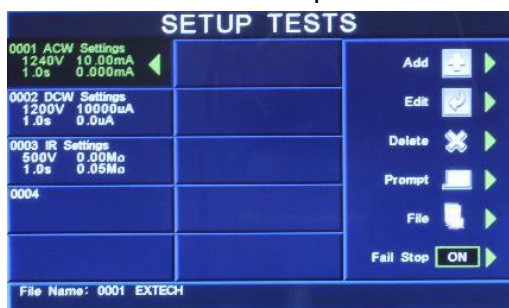 SETUP TESTS
0001 ACW Settings
1240V 10.00mA
1.0s 0.000mA
0002 DCW Settings
1200V 10000uA
1.0s 0.0uA
0003 IR Settings
500V 0.00MΩ
1.0s 0.05MΩ
0004
Add
Edit
Delete
Prompt
File
Fail Stop ON
File Name: 0001 EXTECH